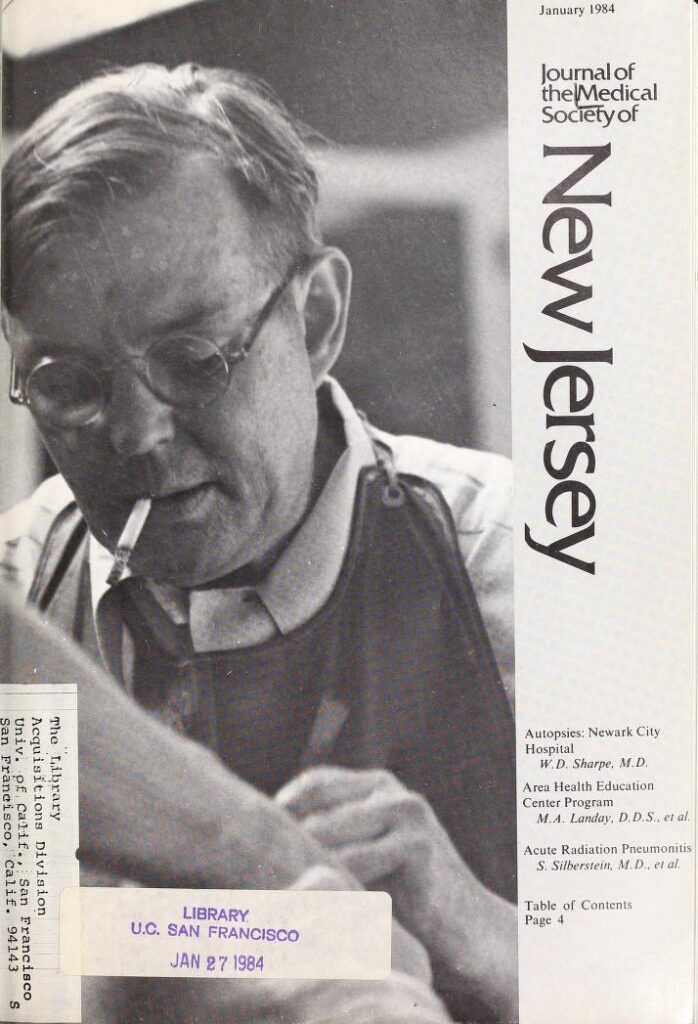 January 1984
Journal of
the Medical
Society of
New Jersey
Autopsies: Newark City
Hospital
W.D. Sharpe, M.D.
Area Health Education
Center Program
M.A. Landay, D.D.S., et al.
Acute Radiation Pneumonitis
S. Silberstein, M.D., et al.
Table of Contents
Page 4
The Library
Acquisitions Division
Univ. of Calif., San Francisco
San Francisco, Calif. 94143 S
LIBRARY
U.C. SAN FRANCISCO
JAN 27 1984